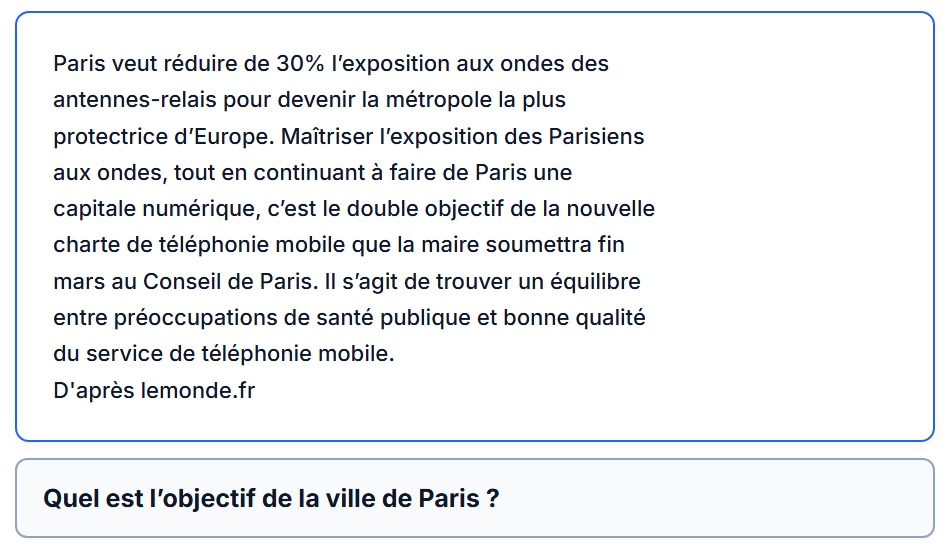 Paris veut réduire de 30% l’exposition aux ondes des
antennes-relais pour devenir la métropole la plus
protectrice d’Europe. Maîtriser l’exposition des Parisiens
aux ondes, tout en continuant à faire de Paris une
capitale numérique, c’est le double objectif de la nouvelle
charte de téléphonie mobile que la maire soumettra fin
mars au Conseil de Paris. Il s’agit de trouver un équilibre
entre préoccupations de santé publique et bonne qualité
du service de téléphonie mobile.
D'après lemonde.fr
Quel est l’objectif de la ville de Paris ?